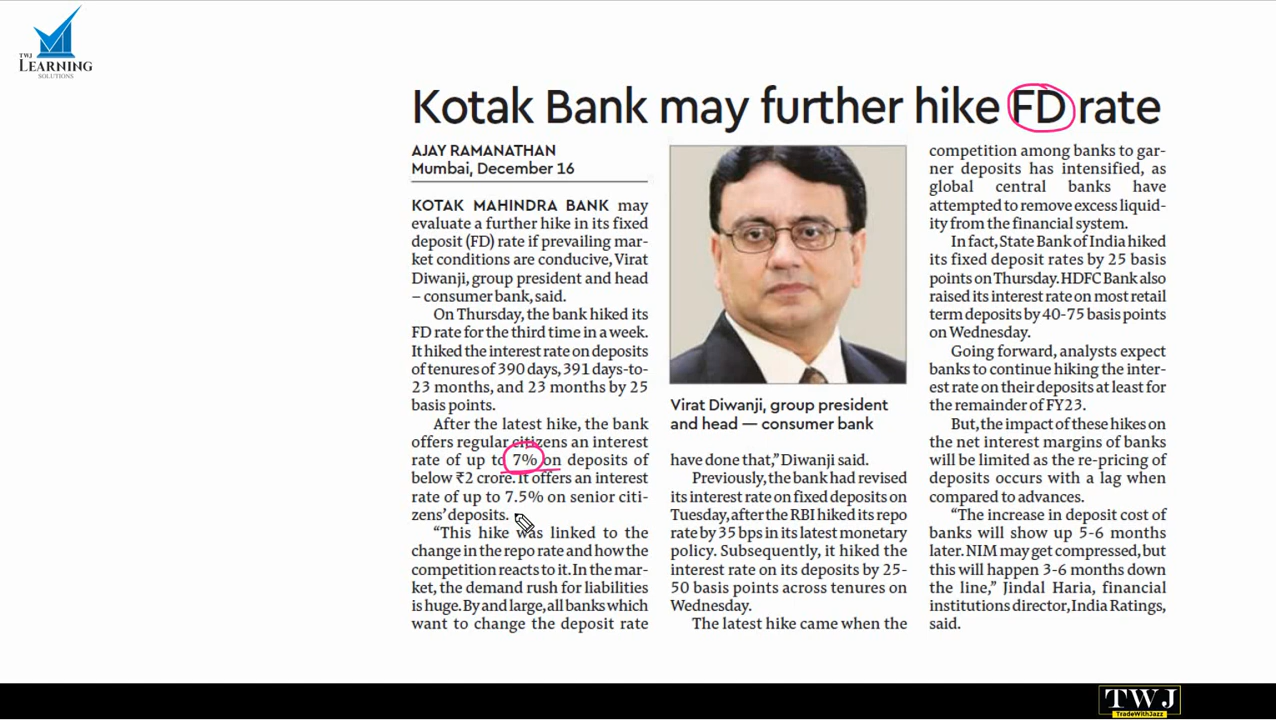 TWJ
LEARNING
SOLUTIONS
Kotak Bank may further hike FD rate
AJAY RAMANATHAN
Mumbai, December 16
KOTAK MAHINDRA BANK may
evaluate a further hike in its fixed
deposit (FD) rate if prevailing mar-
ket conditions are conducive, Virat
Diwanji, group president and head
– consumer bank, said.
On Thursday, the bank hiked its
FD rate for the third time in a week.
It hiked the interest rate on deposits
of tenures of 390 days, 391 days-to-
23 months, and 23 months by 25
basis points.
After the latest hike, the bank
offers regular citizens an interest
rate of up to 7% on deposits of
below ₹2 crore. It offers an interest
rate of up to 7.5% on senior citi-
zens' deposits.
"This hike was linked to the
change in the repo rate and how the
competition reacts to it. In the mar-
ket, the demand rush for liabilities
is huge. By and large, all banks which
want to change the deposit rate
Virat Diwanji, group president
and head — consumer bank
have done that," Diwanji said.
Previously, the bank had revised
its interest rate on fixed deposits on
Tuesday, after the RBI hiked its repo
rate by 35 bps in its latest monetary
policy. Subsequently, it hiked the
interest rate on its deposits by 25-
50 basis points across tenures on
Wednesday.
The latest hike came when the
competition among banks to gar-
ner deposits has intensified, as
global central banks have
attempted to remove excess liquid-
ity from the financial system.
In fact, State Bank of India hiked
its fixed deposit rates by 25 basis
points on Thursday. HDFC Bank also
raised its interest rate on most retail
term deposits by 40-75 basis points
on Wednesday.
Going forward, analysts expect
banks to continue hiking the inter-
est rate on their deposits at least for
the remainder of FY23.
But, the impact of these hikes on
the net interest margins of banks
will be limited as the re-pricing of
deposits occurs with a lag when
compared to advances.
"The increase in deposit cost of
banks will show up 5-6 months
later. NIM may get compressed, but
this will happen 3-6 months down
the line," Jindal Haria, financial
institutions director, India Ratings,
said.
TWJ
TradeWithJazz